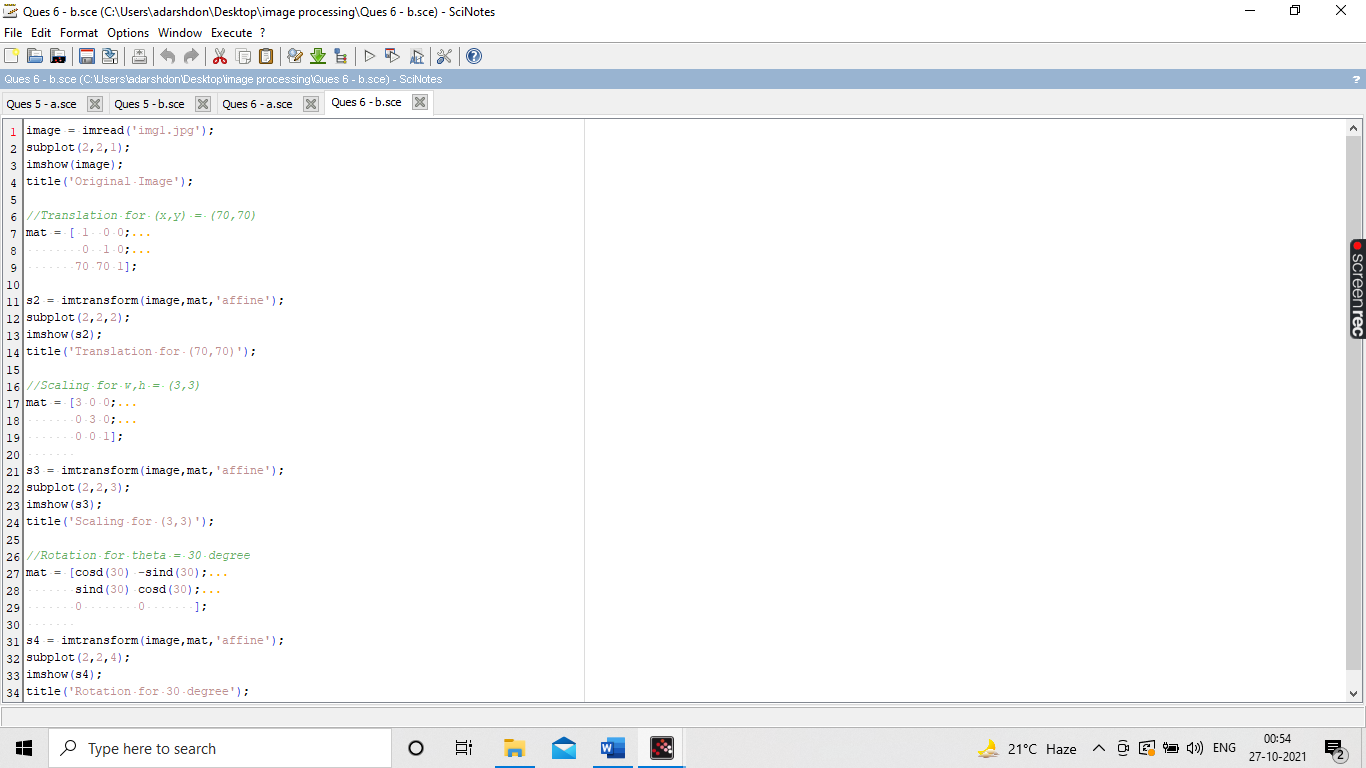 Ques 6 - b.sce (C:\Users\adarshdon\Desktop\image processing\Ques 6 - b.sce) - SciNotes
File Edit Format Options Window Execute ?
Ques 6 - b.sce (C:\Users\adarshdon\Desktop\image processing\Ques 6 - b.sce) - SciNotes ?
Ques 5 - a.sce Ques 5 - b.sce Ques 6 - a.sce Ques 6 - b.sce
1 image = imread('img1.jpg');
2 subplot(2,2,1);
3 imshow(image);
4 title('Original Image');
5
6 //Translation for (x,y) = (70,70)
7 mat = [ 1 0 0;...
8 0 1 0;...
9 70 70 1];
10
11 s2 = imtransform(image,mat,'affine');
12 subplot(2,2,2);
13 imshow(s2);
14 title('Translation for (70,70)');
15
16 //Scaling for w,h = (3,3)
17 mat = [3 0 0;...
18 0 3 0;...
19 0 0 1];
20
21 s3 = imtransform(image,mat,'affine');
22 subplot(2,2,3);
23 imshow(s3);
24 title('Scaling for (3,3)');
25
26 //Rotation for theta = 30 degree
27 mat = [cosd(30) -sind(30);...
28 sind(30) cosd(30);...
29 0 0 ];
30
31 s4 = imtransform(image,mat,'affine');
32 subplot(2,2,4);
33 imshow(s4);
34 title('Rotation for 30 degree');
screenrec
Type here to search
W
21°C Haze
ENG
00:54
27-10-2021
2